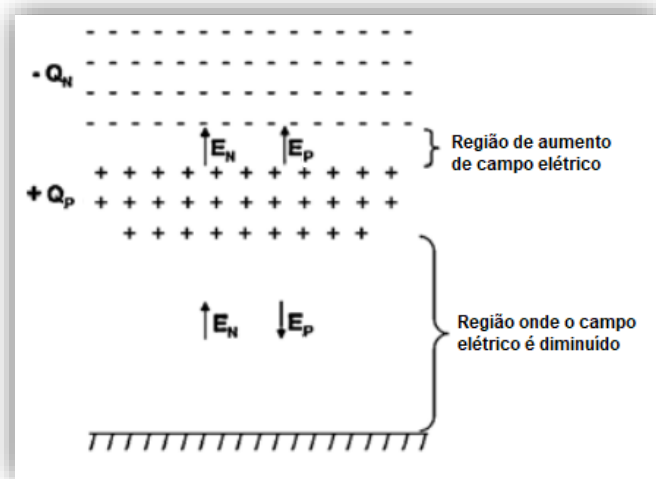 - Q_N
E_N E_P
Região de aumento
de campo elétrico
+ Q_P
E_N E_P
Região onde o campo
elétrico é diminuído